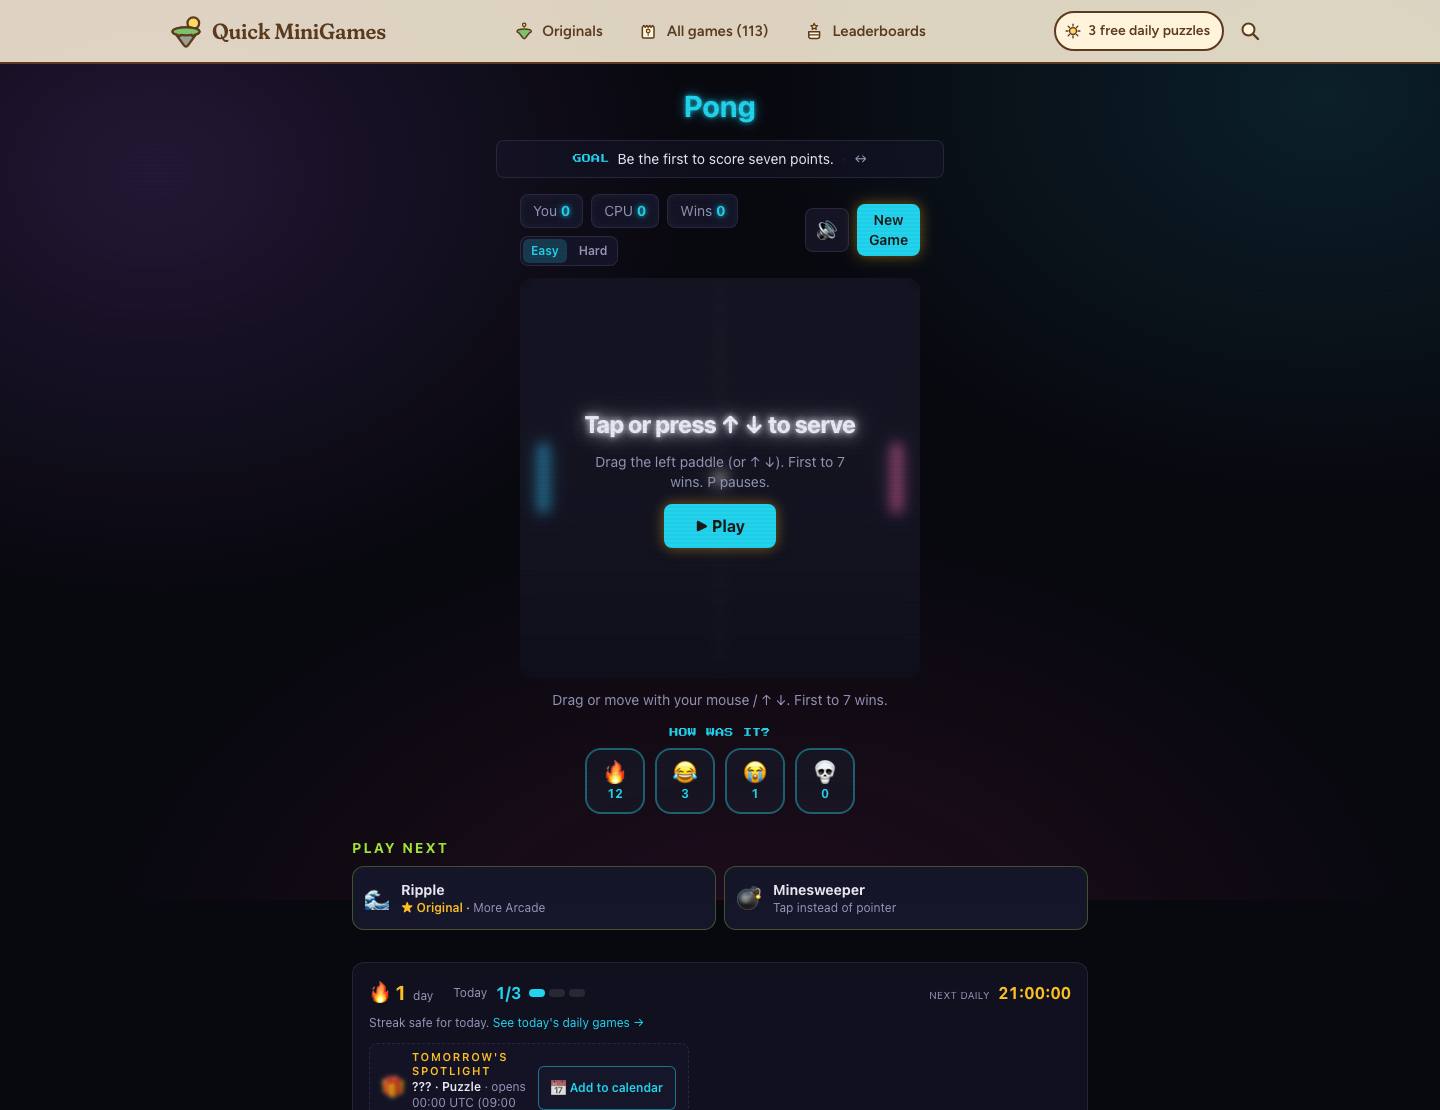 Quick MiniGames
Originals
All games (113)
Leaderboards
3 free daily puzzles
Pong
GOAL Be the first to score seven points. · ↔
You 0
CPU 0
Wins 0
Easy
Hard
New
Game
Tap or press ↑ ↓ to serve
Drag the left paddle (or ↑ ↓). First to 7
wins. P pauses.
▶ Play
Drag or move with your mouse / ↑ ↓. First to 7 wins.
HOW WAS IT?
12
3
1
0
PLAY NEXT
Ripple
★ Original · More Arcade
Minesweeper
Tap instead of pointer
1 day
Today 1/3
NEXT DAILY 21:00:00
Streak safe for today. See today's daily games →
TOMORROW'S
SPOTLIGHT
??? · Puzzle · opens
00:00 UTC (09:00
Add to calendar